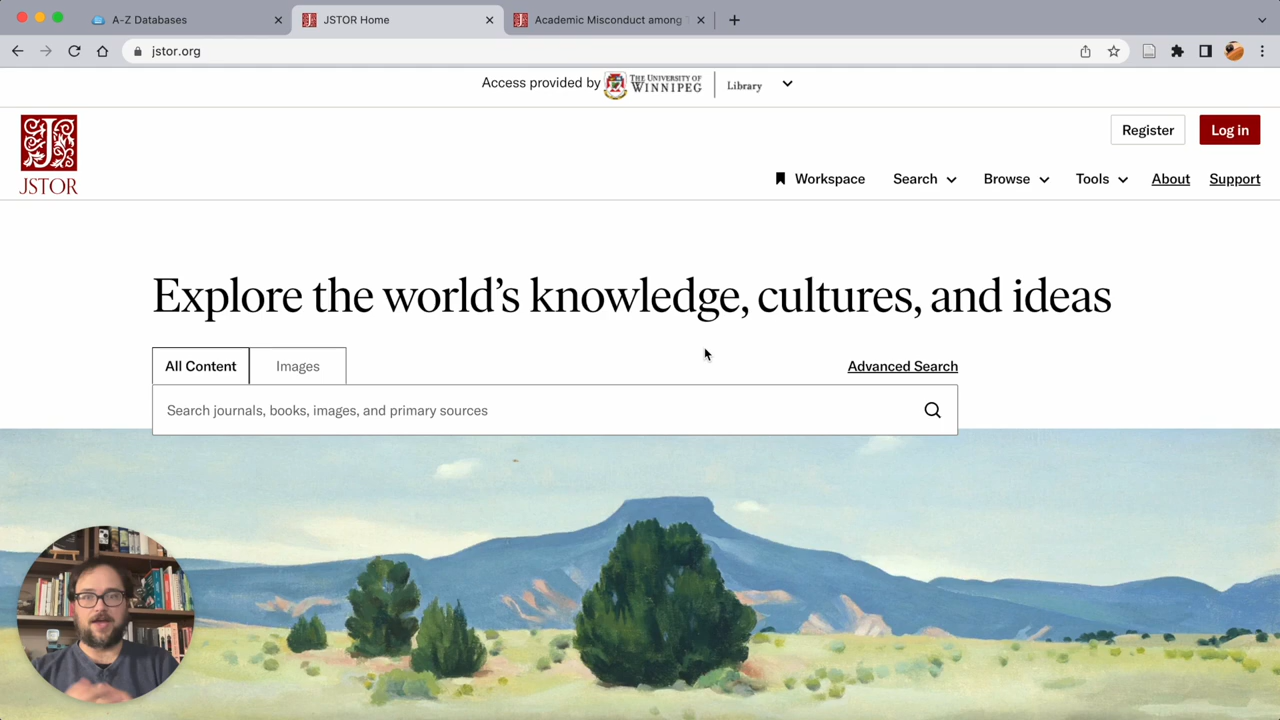 A-Z Databases
JSTOR Home
Academic Misconduct among
jstor.org
Access provided by THE UNIVERSITY OF WINNIPEG Library
Register
Log in
JSTOR
Workspace
Search
Browse
Tools
About
Support
Explore the world's knowledge, cultures, and ideas
All Content
Images
Advanced Search
Search journals, books, images, and primary sources